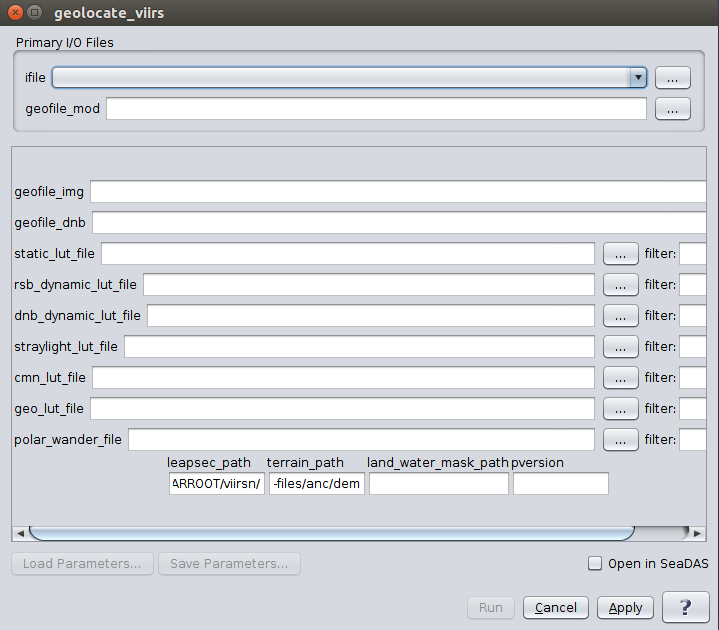 geolocate_viirs
Primary I/O Files
ifile ...
geofile_mod ...
geofile_img
geofile_dnb
static_lut_file ... filter:
rsb_dynamic_lut_file ... filter:
dnb_dynamic_lut_file ... filter:
straylight_lut_file ... filter:
cmn_lut_file ... filter:
geo_lut_file ... filter:
polar_wander_file ... filter:
leapsec_path terrain_path land_water_mask_path pversion
ARROOT/viirsn/ -files/anc/dem
Load Parameters... Save Parameters... Open in SeaDAS
Run Cancel Apply ?